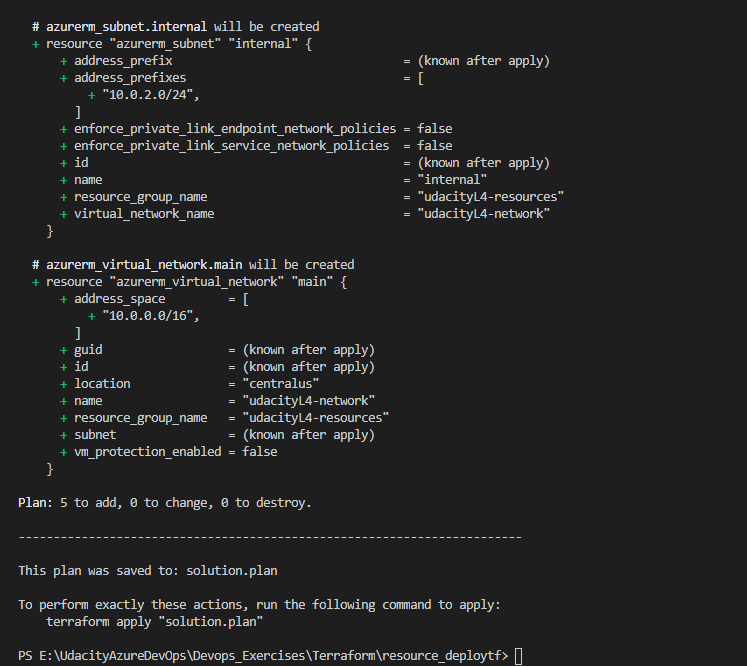 # azurerm_subnet.internal will be created
+ resource "azurerm_subnet" "internal" {
+ address_prefix = (known after apply)
+ address_prefixes = [
+ "10.0.2.0/24",
]
+ enforce_private_link_endpoint_network_policies = false
+ enforce_private_link_service_network_policies = false
+ id = (known after apply)
+ name = "internal"
+ resource_group_name = "udacityL4-resources"
+ virtual_network_name = "udacityL4-network"
}
# azurerm_virtual_network.main will be created
+ resource "azurerm_virtual_network" "main" {
+ address_space = [
+ "10.0.0.0/16",
]
+ guid = (known after apply)
+ id = (known after apply)
+ location = "centralus"
+ name = "udacityL4-network"
+ resource_group_name = "udacityL4-resources"
+ subnet = (known after apply)
+ vm_protection_enabled = false
}
Plan: 5 to add, 0 to change, 0 to destroy.
------------------------------------------------------------------------
This plan was saved to: solution.plan
To perform exactly these actions, run the following command to apply:
terraform apply "solution.plan"
PS E:\UdacityAzureDevOps\Devops_Exercises\Terraform\resource_deploytf>